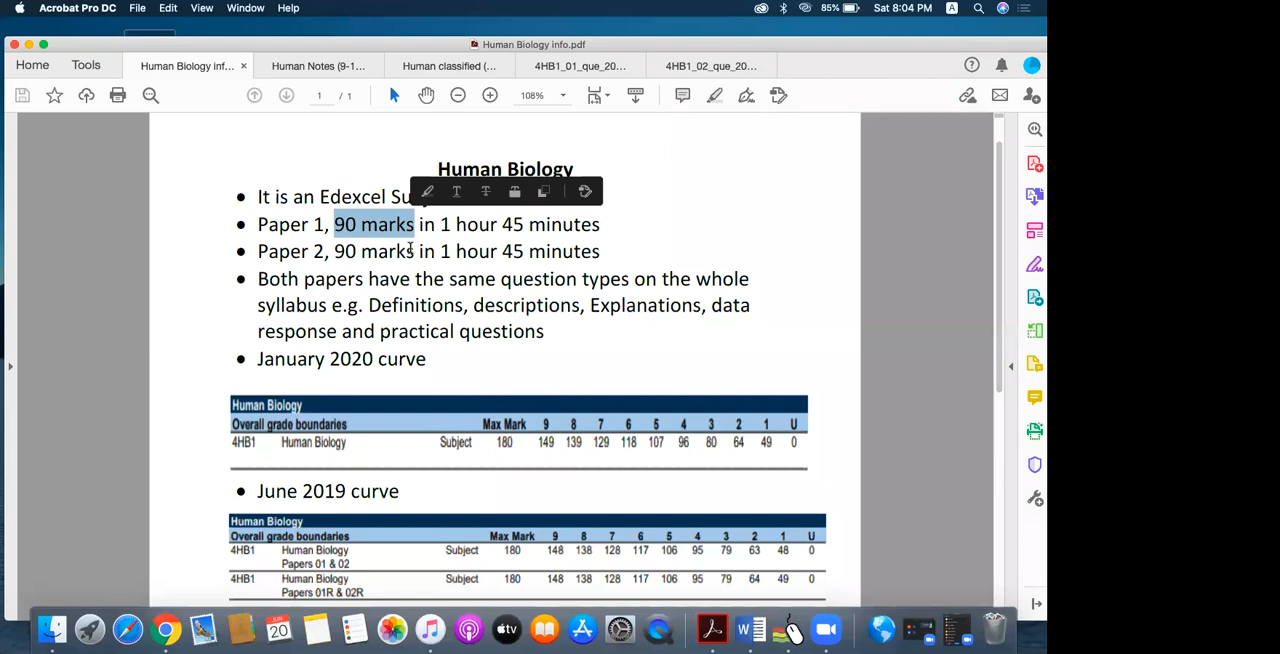 Acrobat Pro DC File Edit View Window Help 85% Sat 8:04 PM A
Human Biology info.pdf
Home Tools Human Biology inf... × Human Notes (9-1... Human classified (... 4HB1_01_que_20... 4HB1_02_que_20...
1 / 1 108%
Human Biology
• It is an Edexcel
• Paper 1, 90 marks in 1 hour 45 minutes
• Paper 2, 90 marks in 1 hour 45 minutes
• Both papers have the same question types on the whole
syllabus e.g. Definitions, descriptions, Explanations, data
response and practical questions
• January 2020 curve
Human Biology
Overall grade boundaries Max Mark 9 8 7 6 5 4 3 2 1 U
4HB1 Human Biology Subject 180 149 139 129 118 107 96 80 64 49 0
• June 2019 curve
Human Biology
Overall grade boundaries Max Mark 9 8 7 6 5 4 3 2 1 U
4HB1 Human Biology Subject 180 148 138 128 117 106 95 79 63 48 0
Papers 01 & 02
4HB1 Human Biology Subject 180 148 138 128 117 106 95 79 64 49 0
Papers 01R & 02R
JUN
20
tv
W